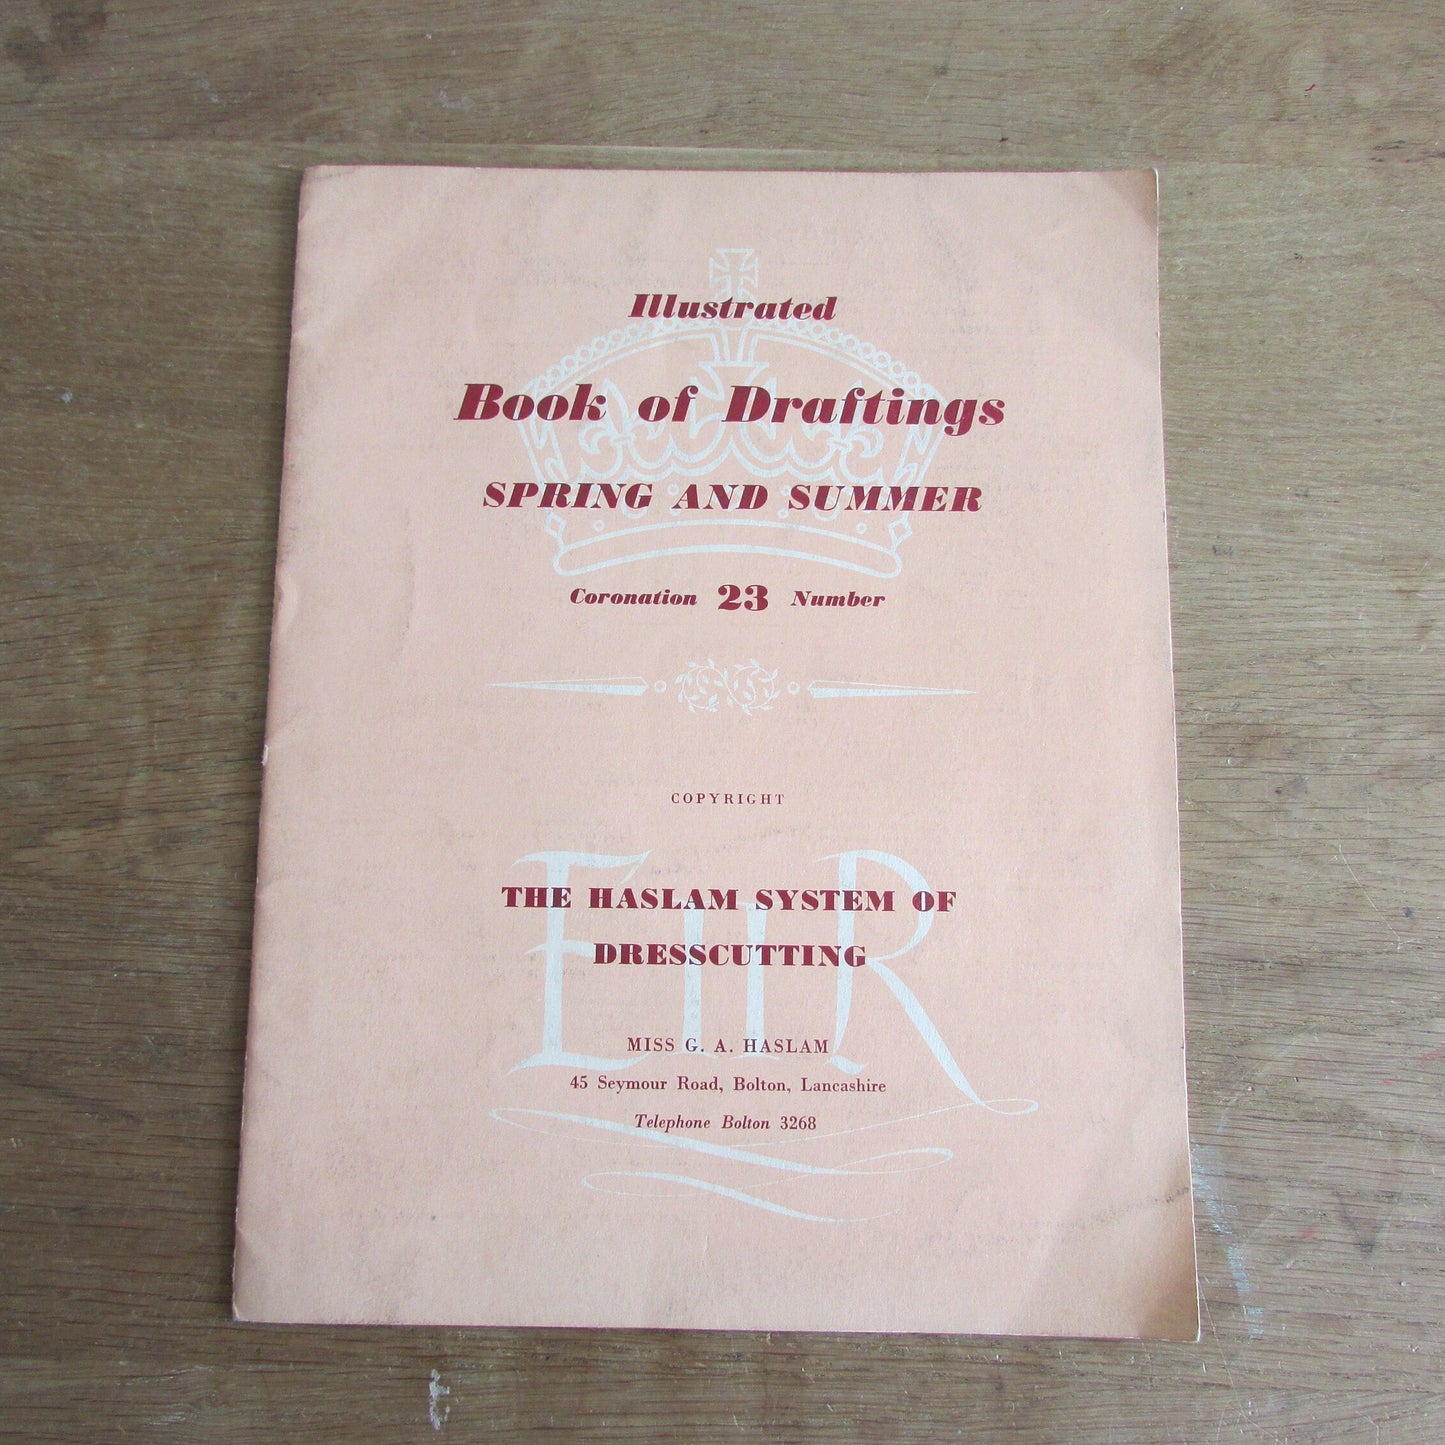 Illustrated
Book of Draftings
SPRING AND SUMMER
Coronation 23 Number
COPYRIGHT
EIIR
THE HASLAM SYSTEM OF
DRESSCUTTING
MISS G. A. HASLAM
45 Seymour Road, Bolton, Lancashire
Telephone Bolton 3268